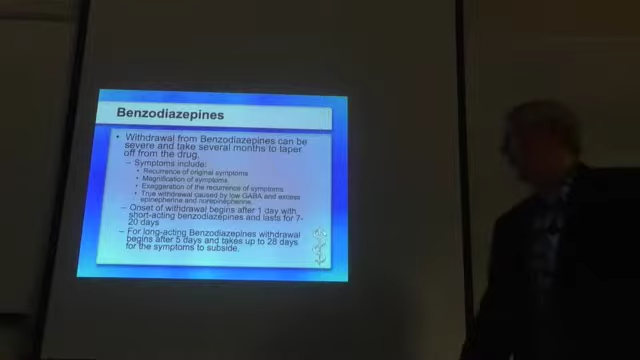 Benzodiazepines
• Withdrawal from Benzodiazepines can be
severe and take several months to taper
off from the drug.
– Symptoms include:
• Recurrence of original symptoms
• Magnification of symptoms
• Exaggeration of the recurrence of symptoms
• True withdrawal caused by low GABA and excess
epinepherine and norepinepherine.
– Onset of withdrawal begins after 1 day with
short-acting benzodiazepines and lasts for 7-
20 days
– For long-acting Benzodiazepines withdrawal
begins after 5 days and takes up to 28 days
for the symptoms to subside.